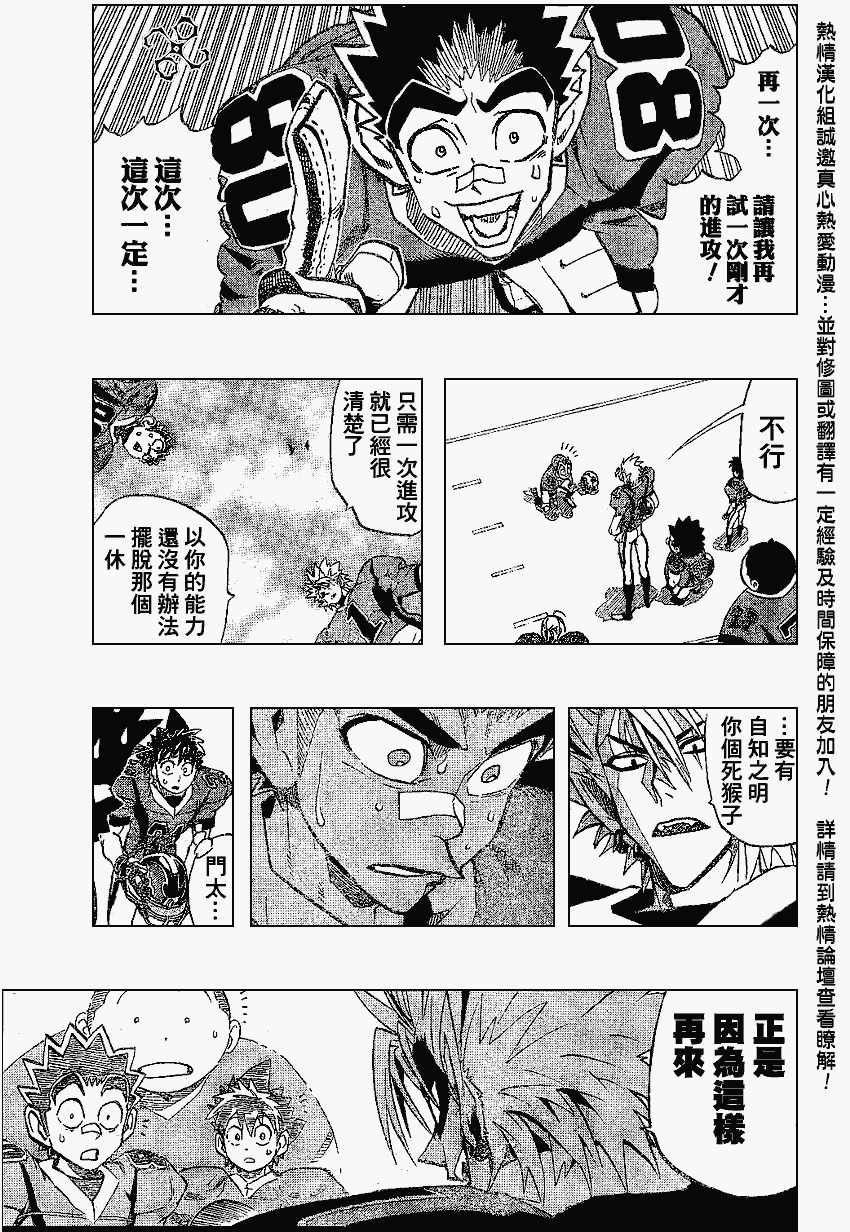 再一次…
請讓我再
試一次剛才
的進攻！
這次…
這次一定…
不行
只需一次進攻
就已經很
清楚了
以你的能力
還沒有辦法
擺脫那個
一休
…要有
自知之明
你個死猴子
門太…
正是
因為這樣
再來
熱情漢化組誠邀真心熱愛動漫…並對修圖或翻譯有一定經驗及時間保障的朋友加入！ 詳情請到熱情論壇查看瞭解！
80
80
1